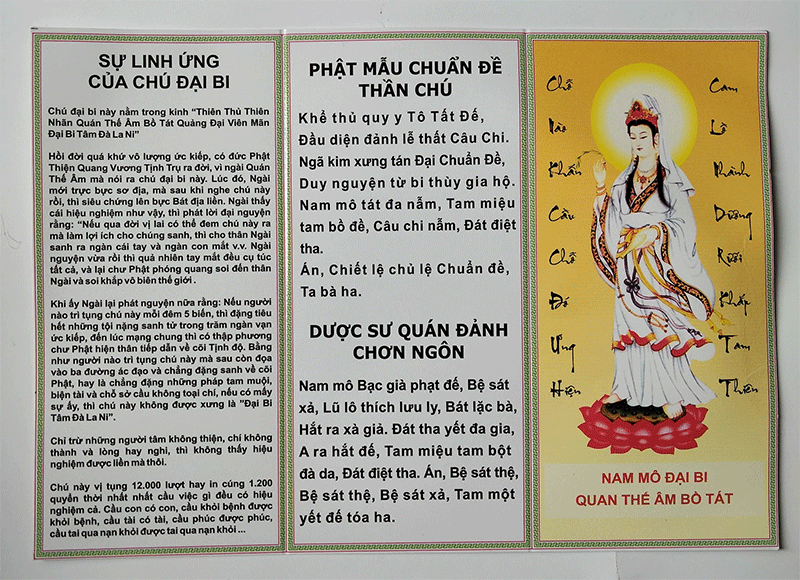 SỰ LINH ỨNG
CỦA CHÚ ĐẠI BI
Chú đại bi này nằm trong kinh “Thiên Thủ Thiên
Nhãn Quán Thế Âm Bồ Tát Quảng Đại Viên Mãn
Đại Bi Tâm Đà La Ni”
Hồi đời quá khứ vô lượng ức kiếp, có đức Phật
Thiện Quang Vương Tịnh Trụ ra đời, vì ngài Quán
Thế Âm mà nói ra chú đại bi này. Lúc đó, Ngài
mới trực bực sơ địa, mà sau khi nghe chú này
rồi, thì siêu chứng lên bực Bát địa liền. Ngài thấy
cái hiệu nghiệm như vậy, thì phát lời đại nguyện
rằng: “Nếu qua đời vị lai có thể đem chú này ra
mà làm lợi ích cho chúng sanh, thì cho thân Ngài
sanh ra ngàn cái tay và ngàn con mắt v.v. Ngài
nguyện vừa rồi thì quả nhiên tay mắt đều cụ túc
tất cả, và lại chư Phật phóng quang soi đến thân
Ngài và soi khắp vô biên thế giới .
Khi ấy Ngài lại phát nguyện nữa rằng: Nếu người
nào trì tụng chú này mỗi đêm 5 biến, thì đặng tiêu
hết những tội nặng sanh tử trong trăm ngàn vạn
ức kiếp, đến lúc mạng chung thì có thập phương
chư Phật hiện thân tiếp dẫn về cõi Tịnh độ. Bằng
như người nào trì tụng chú này mà sau còn đọa
vào ba đường ác đạo và chẳng đặng sanh về cõi
Phật, hay là chẳng đặng những pháp tam muội,
biện tài và chỗ sở cầu không toại chí, nếu có mấy
sự ấy, thì chú này không được xưng là "Đại Bi
Tâm Đà La Ni".
Chỉ trừ những người tâm không thiện, chí không
thành và lòng hay nghi, thì không thấy hiệu
nghiệm được liền mà thôi.
Chú này vị tụng 12.000 lượt hay in cúng 1.200
quyển thời nhất nhất cầu việc gì đều có hiệu
nghiệm cả. Cầu con có con, cầu khỏi bệnh được
khỏi bệnh, cầu tài có tài, cầu phúc được phúc,
cầu tai qua nạn khỏi được tai qua nạn khỏi ...
PHẬT MẪU CHUẨN ĐỀ
THẦN CHÚ
Khể thủ quy y Tô Tất Đế,
Đầu diện đảnh lễ thất Câu Chi.
Ngã kim xưng tán Đại Chuẩn Đề,
Duy nguyện từ bi thùy gia hộ.
Nam mô tát đa nẫm, Tam miệu
tam bồ đề, Câu chi nẫm, Đát điệt
tha.
Án, Chiết lệ chủ lệ Chuẩn đề,
Ta bà ha.
DƯỢC SƯ QUÁN ĐẢNH
CHƠN NGÔN
Nam mô Bạc già phạt đế, Bệ sát
xả, Lũ lô thích lưu ly, Bát lặc bà,
Hắt ra xà giả. Đát tha yết đa gia,
A ra hắt đế, Tam miệu tam bột
đà da, Đát điệt tha. Án, Bệ sát thệ,
Bệ sát thệ, Bệ sát xả, Tam một
yết đế tóa ha.
Chỗ
Nào
Khấn
Cầu
Chỗ
Đó
Ứng
Hiện
Cam
Lồ
Nhành
Dương
Rưới
Khắp
Tam
Thiên
NAM MÔ ĐẠI BI
QUAN THẾ ÂM BỒ TÁT